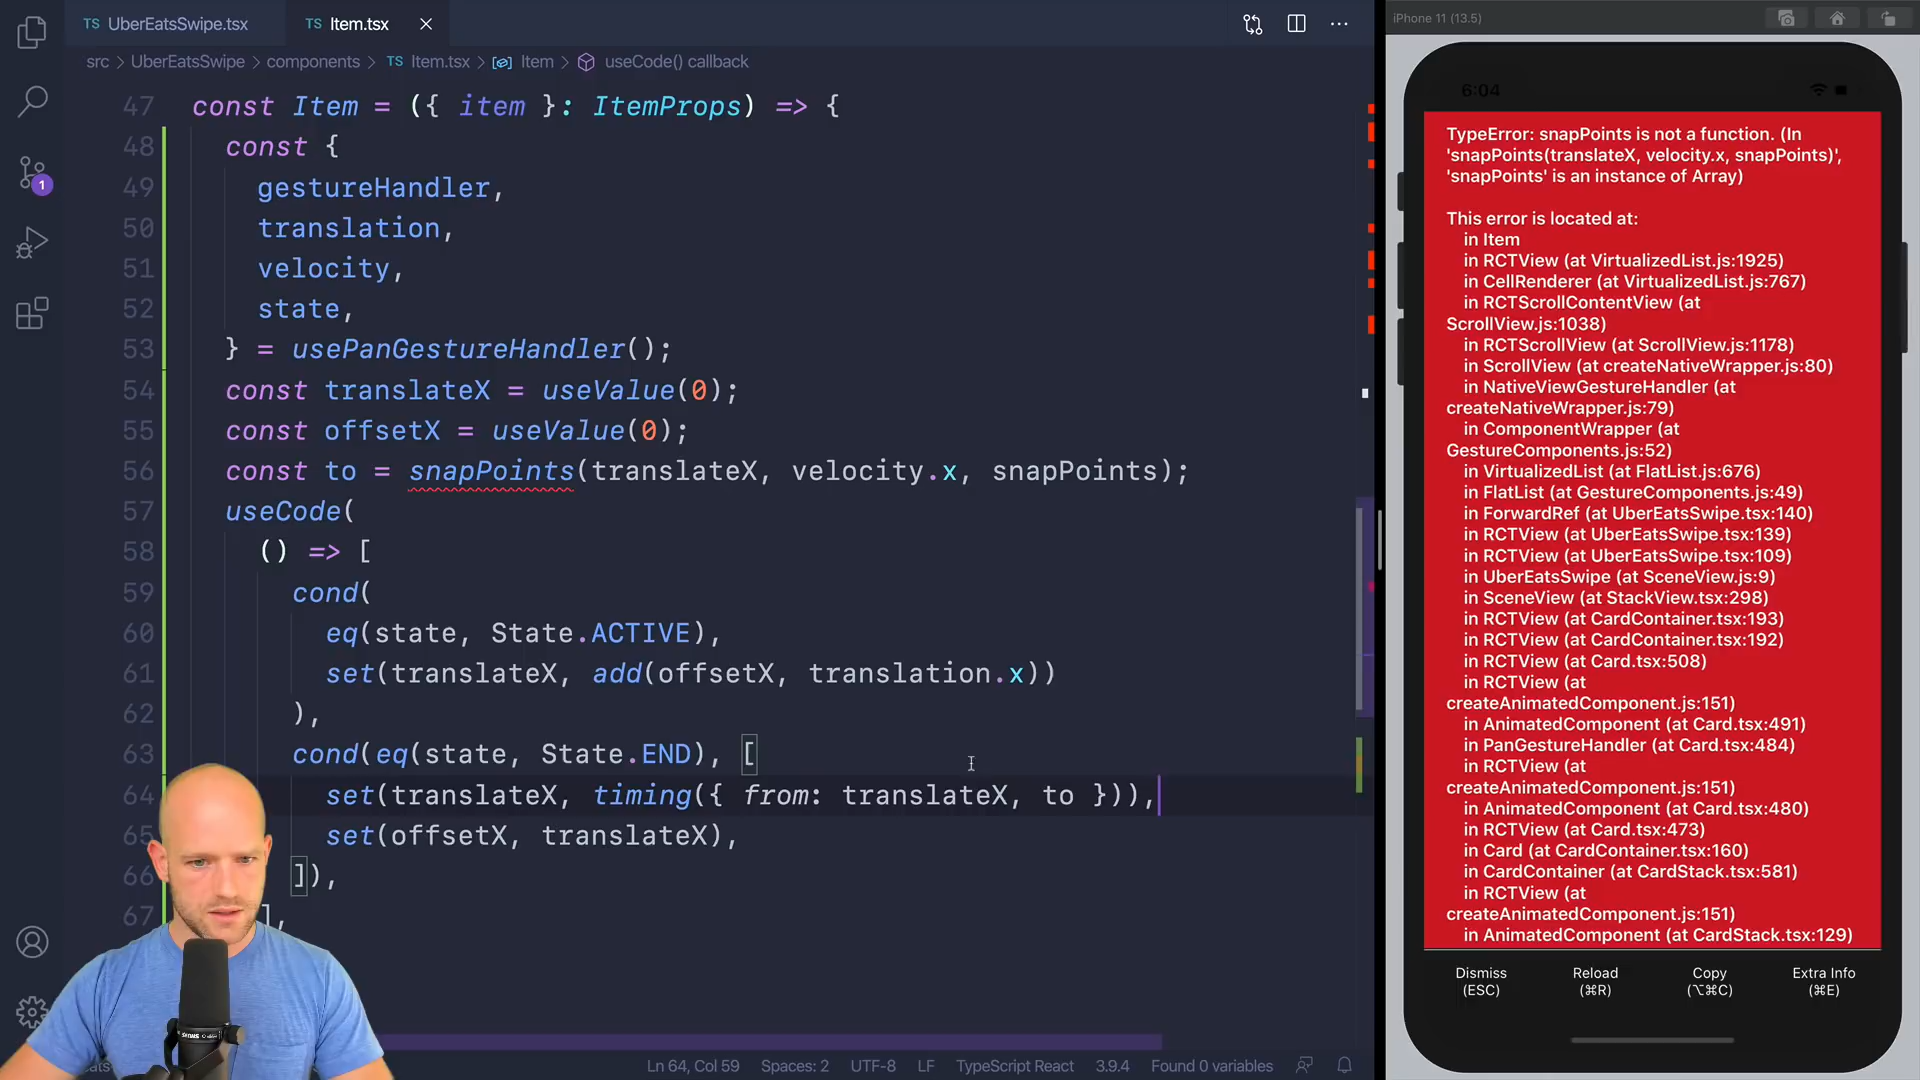 TS UberEatsSwipe.tsx
TS Item.tsx
src > UberEatsSwipe > components > TS Item.tsx > Item > useCode() callback
1
47 const Item = ({ item }: ItemProps) => {
48 const {
49 gestureHandler,
50 translation,
51 velocity,
52 state,
53 } = usePanGestureHandler();
54 const translateX = useValue(0);
55 const offsetX = useValue(0);
56 const to = snapPoints(translateX, velocity.x, snapPoints);
57 useCode(
58 () => [
59 cond(
60 eq(state, State.ACTIVE),
61 set(translateX, add(offsetX, translation.x))
62 ),
63 cond(eq(state, State.END), [
64 set(translateX, timing({ from: translateX, to })),
65 set(offsetX, translateX),
66 ]),
67 ],
Ln 64, Col 59 Spaces: 2 UTF-8 LF TypeScript React 3.9.4 Found 0 variables
iPhone 11 (13.5)
6:04
TypeError: snapPoints is not a function. (In
'snapPoints(translateX, velocity.x, snapPoints)',
'snapPoints' is an instance of Array)
This error is located at:
in Item
in RCTView (at VirtualizedList.js:1925)
in CellRenderer (at VirtualizedList.js:767)
in RCTScrollContentView (at
ScrollView.js:1038)
in RCTScrollView (at ScrollView.js:1178)
in ScrollView (at createNativeWrapper.js:80)
in NativeViewGestureHandler (at
createNativeWrapper.js:79)
in ComponentWrapper (at
GestureComponents.js:52)
in VirtualizedList (at FlatList.js:676)
in FlatList (at GestureComponents.js:49)
in ForwardRef (at UberEatsSwipe.tsx:140)
in RCTView (at UberEatsSwipe.tsx:139)
in RCTView (at UberEatsSwipe.tsx:109)
in UberEatsSwipe (at SceneView.js:9)
in SceneView (at StackView.tsx:298)
in RCTView (at CardContainer.tsx:193)
in RCTView (at CardContainer.tsx:192)
in RCTView (at Card.tsx:508)
in RCTView (at
createAnimatedComponent.js:151)
in AnimatedComponent (at Card.tsx:491)
in PanGestureHandler (at Card.tsx:484)
in RCTView (at
createAnimatedComponent.js:151)
in AnimatedComponent (at Card.tsx:480)
in RCTView (at Card.tsx:473)
in Card (at CardContainer.tsx:160)
in CardContainer (at CardStack.tsx:581)
in RCTView (at
createAnimatedComponent.js:151)
in AnimatedComponent (at CardStack.tsx:129)
Dismiss
(ESC)
Reload
(⌘R)
Copy
(⌥⌘C)
Extra Info
(⌘E)